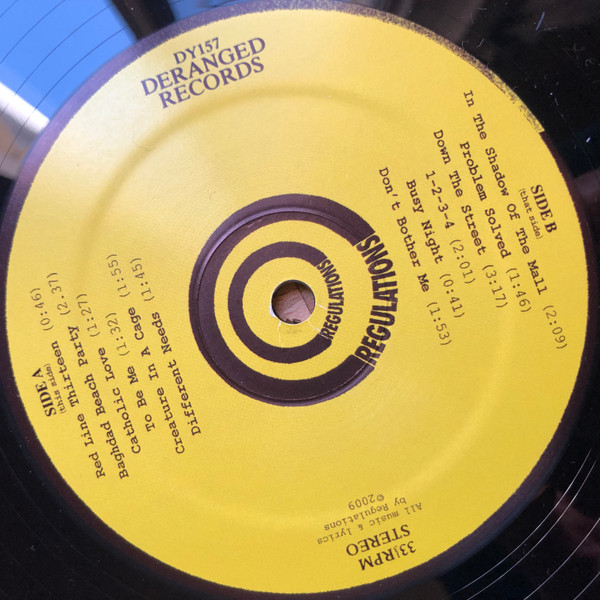 DY157
DERANGED
RECORDS
SIDE A
(this side)
Red Line Thirteen (0:46)
Baghdad Beach Party (2:37)
Catholic Love (1:27)
To Be Me (1:32)
Creature In A Cage (1:55)
Different Needs (1:45)
REGULATIONS
REGULATIONS
SIDE B
(that side)
In The Shadow Of The Mall (2:09)
Problem Solved (1:46)
Down The Street (3:17)
1-2-3-4 (2:01)
Busy Night (0:41)
Don't Bother Me (1:53)
33⅓RPM
STEREO
All music & lyrics
by Regulations
©2009